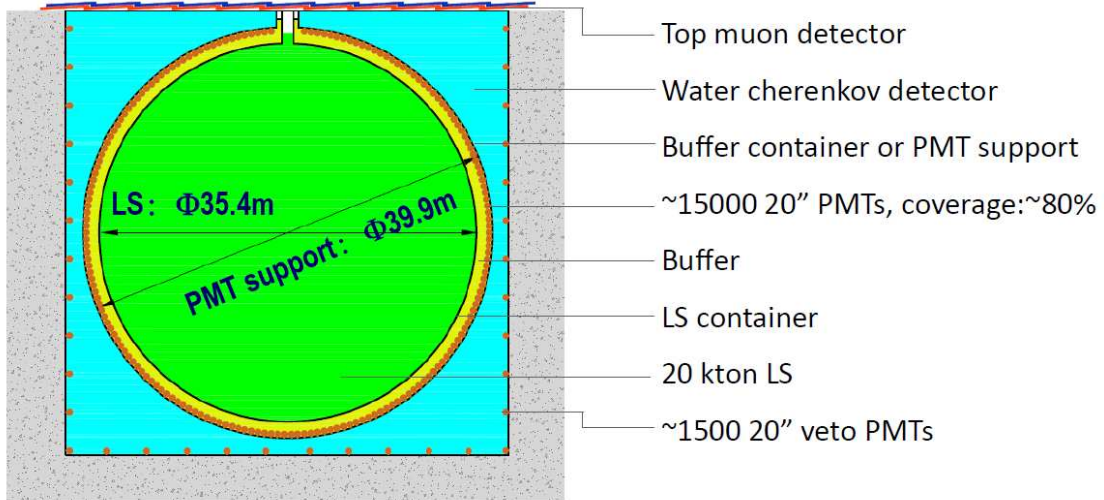 Top muon detector
Water cherenkov detector
Buffer container or PMT support
~15000 20” PMTs, coverage:~80%
Buffer
LS container
20 kton LS
~1500 20” veto PMTs
LS： Φ35.4m
PMT support： Φ39.9m